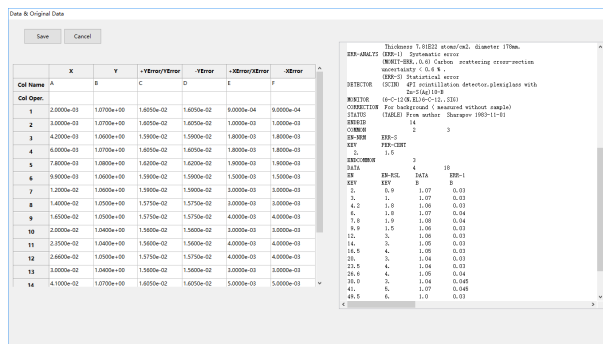 Data & Original Data
Save Cancel
X Y +YError/YError -YError +XError/XError -XError
Col Name A B C D E F
Col Oper.
1 2.0000e-03 1.0700e+00 1.6050e-02 1.6050e-02 9.0000e-04 9.0000e-04
2 3.0000e-03 1.0700e+00 1.6050e-02 1.6050e-02 1.0000e-03 1.0000e-03
3 4.2000e-03 1.0600e+00 1.5900e-02 1.5900e-02 1.8000e-03 1.8000e-03
4 6.0000e-03 1.0700e+00 1.6050e-02 1.6050e-02 1.8000e-03 1.8000e-03
5 7.8000e-03 1.0800e+00 1.6200e-02 1.6200e-02 1.9000e-03 1.9000e-03
6 9.9000e-03 1.0600e+00 1.5900e-02 1.5900e-02 1.5000e-03 1.5000e-03
7 1.2000e-02 1.0600e+00 1.5900e-02 1.5900e-02 3.0000e-03 3.0000e-03
8 1.4000e-02 1.0500e+00 1.5750e-02 1.5750e-02 3.0000e-03 3.0000e-03
9 1.6500e-02 1.0500e+00 1.5750e-02 1.5750e-02 4.0000e-03 4.0000e-03
10 2.0000e-02 1.0400e+00 1.5600e-02 1.5600e-02 3.0000e-03 3.0000e-03
11 2.3500e-02 1.0400e+00 1.5600e-02 1.5600e-02 4.0000e-03 4.0000e-03
12 2.6600e-02 1.0500e+00 1.5750e-02 1.5750e-02 4.0000e-03 4.0000e-03
13 3.0000e-02 1.0400e+00 1.5600e-02 1.5600e-02 3.0000e-03 3.0000e-03
14 4.1000e-02 1.0700e+00 1.6050e-02 1.6050e-02 5.0000e-03 5.0000e-03
Thickness 7.81E22 atoms/cm2, diameter 178mm.
ERR-ANALYS (ERR-1) Systematic error
(MONIT-ERR,,0.6) Carbon scattering cross-section
uncertainty < 0.6 % .
(ERR-S) Statistical error
DETECTOR (SCIN) 4PI scintillation detector,plexiglass with
Zn-S(Ag)10-B
MONITOR (6-C-12(N,EL)6-C-12,,SIG)
CORRECTION For background ( measured without sample)
STATUS (TABLE) From author Sharapov 1983-11-01
ENDBIB 14
COMMON 2 3
EN-NRM ERR-S
KEV PER-CENT
2. 1.5
ENDCOMMON 3
DATA 4 18
EN EN-RSL DATA ERR-1
KEV KEV B B
2. 0.9 1.07 0.03
3. 1. 1.07 0.03
4.2 1.8 1.06 0.03
6. 1.8 1.07 0.04
7.8 1.9 1.08 0.04
9.9 1.5 1.06 0.03
12. 3. 1.06 0.03
14. 3. 1.05 0.03
16.5 4. 1.05 0.03
20. 3. 1.04 0.03
23.5 4. 1.04 0.03
26.6 4. 1.05 0.04
30.0 3. 1.04 0.045
41. 5. 1.07 0.045
49.5 6. 1.0 0.03